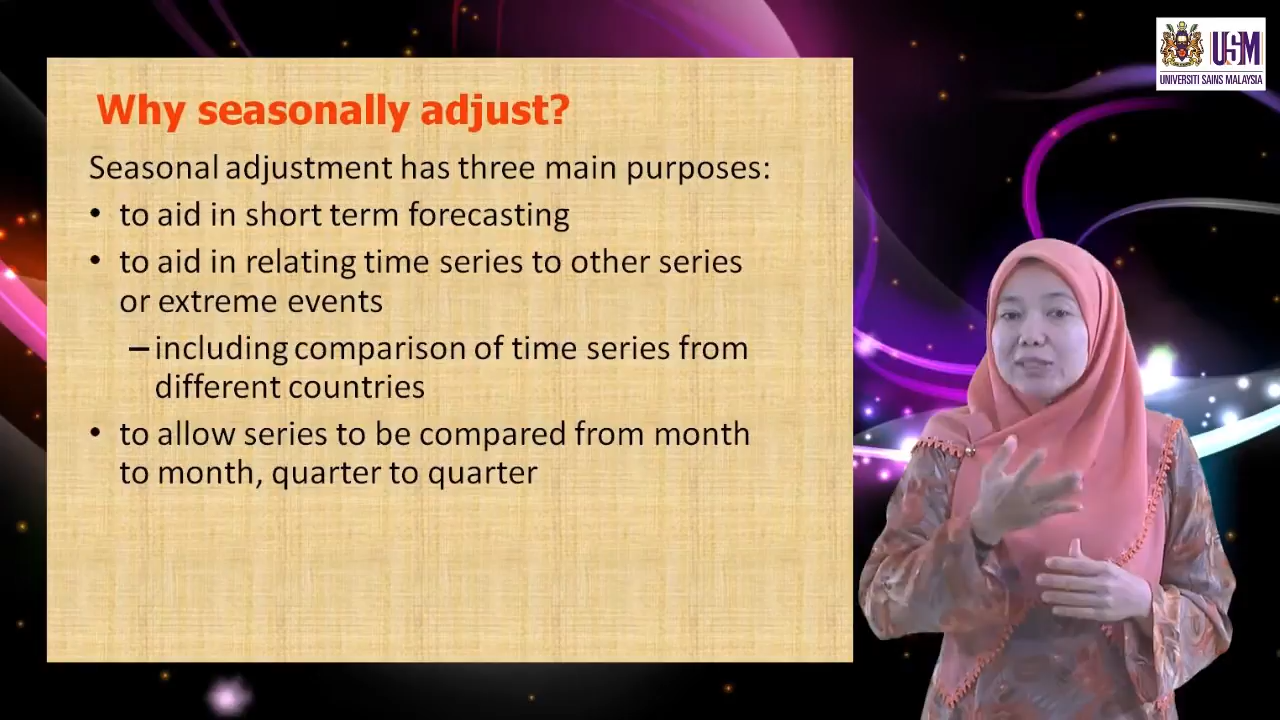 USM
UNIVERSITI SAINS MALAYSIA
Why seasonally adjust?
Seasonal adjustment has three main purposes:
• to aid in short term forecasting
• to aid in relating time series to other series
or extreme events
– including comparison of time series from
different countries
• to allow series to be compared from month
to month, quarter to quarter